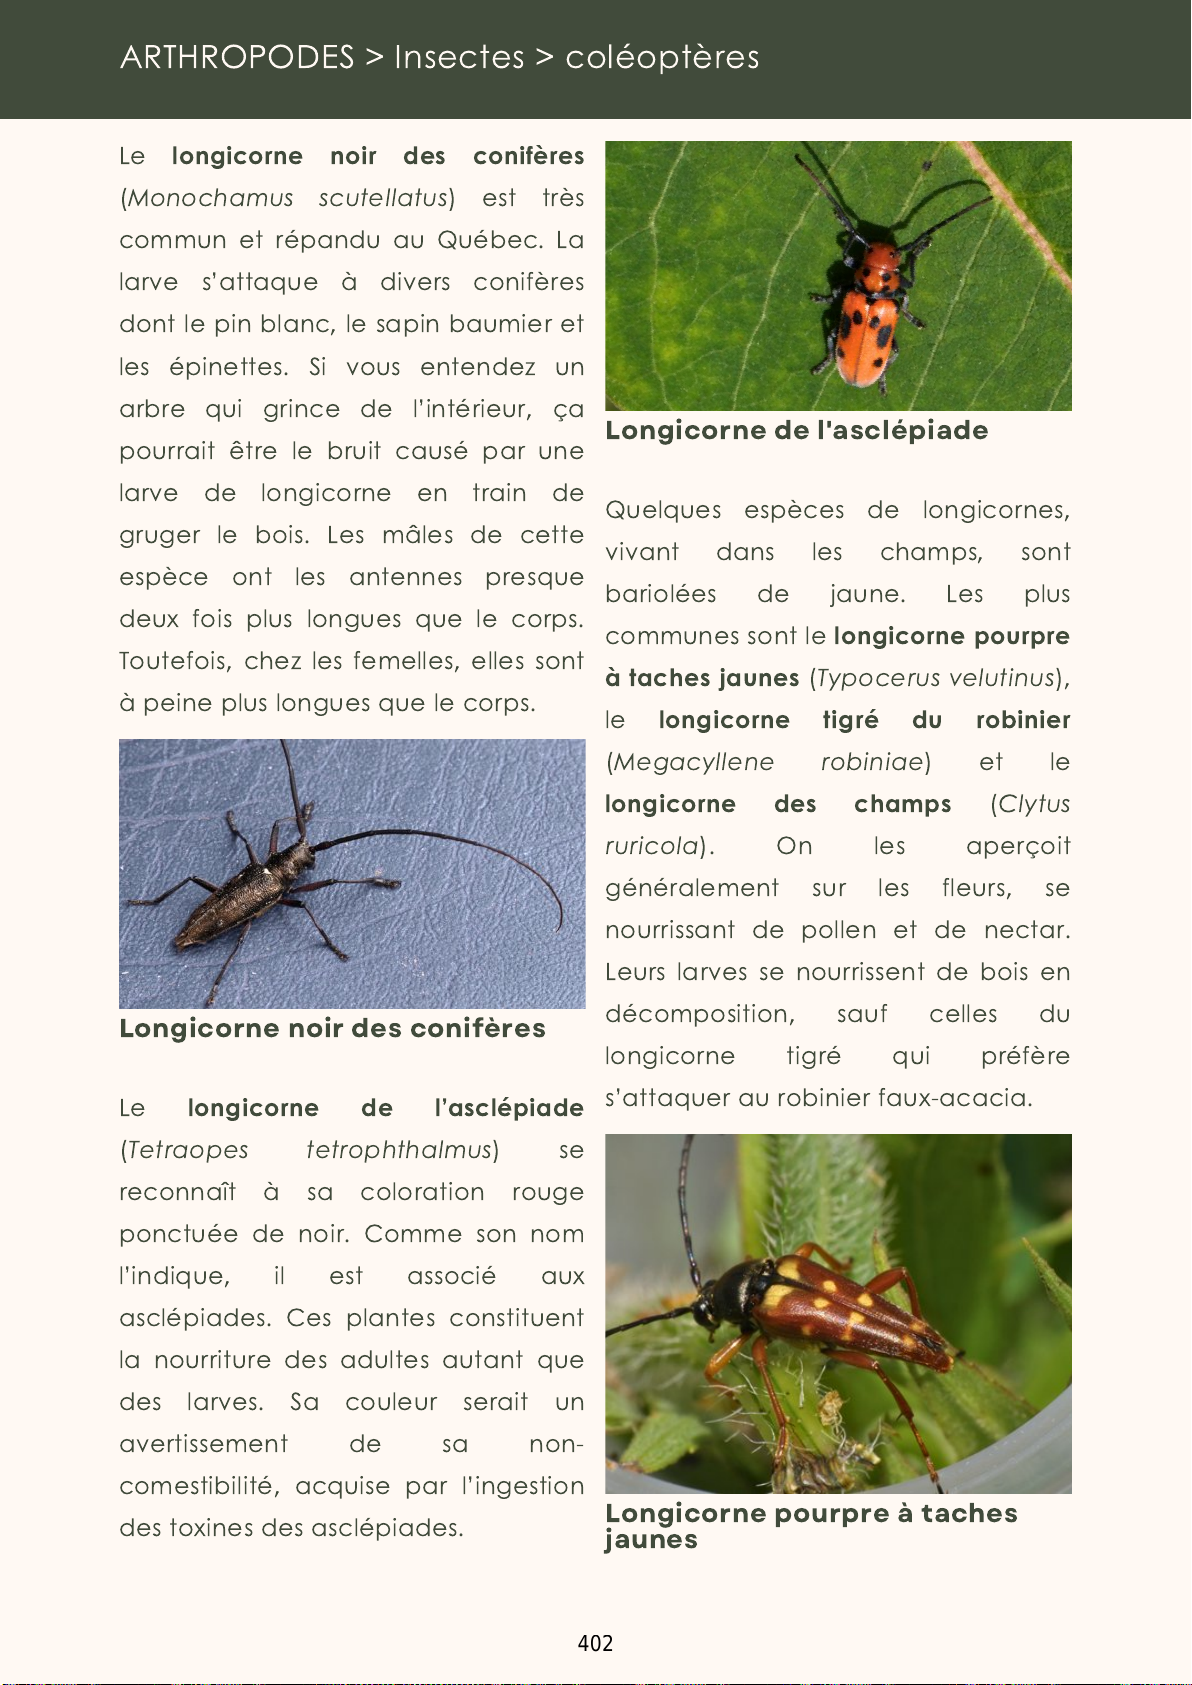 ARTHROPODES > Insectes > coléoptères
Le longicorne noir des conifères
(Monochamus scutellatus) est très
commun et répandu au Québec. La
larve s'attaque à divers conifères
dont le pin blanc, le sapin baumier et
les épinettes. Si vous entendez un
arbre qui grince de l'intérieur, ça
pourrait être le bruit causé par une
larve de longicorne en train de
gruger le bois. Les mâles de cette
espèce ont les antennes presque
deux fois plus longues que le corps.
Toutefois, chez les femelles, elles sont
à peine plus longues que le corps.
Longicorne noir des conifères
Le longicorne de l'asclépiade
(Tetraopes tetrophthalmus) se
reconnaît à sa coloration rouge
ponctuée de noir. Comme son nom
l'indique, il est associé aux
asclépiades. Ces plantes constituent
la nourriture des adultes autant que
des larves. Sa couleur serait un
avertissement de sa non-
comestibilité, acquise par l'ingestion
des toxines des asclépiades.
Longicorne de l'asclépiade
Quelques espèces de longicornes,
vivant dans les champs, sont
bariolées de jaune. Les plus
communes sont le longicorne pourpre
à taches jaunes (Typocerus velutinus),
le longicorne tigré du robinier
(Megacyllene robiniae) et le
longicorne des champs (Clytus
ruricola). On les aperçoit
généralement sur les fleurs, se
nourrissant de pollen et de nectar.
Leurs larves se nourrissent de bois en
décomposition, sauf celles du
longicorne tigré qui préfère
s'attaquer au robinier faux-acacia.
Longicorne pourpre à taches
jaunes
402